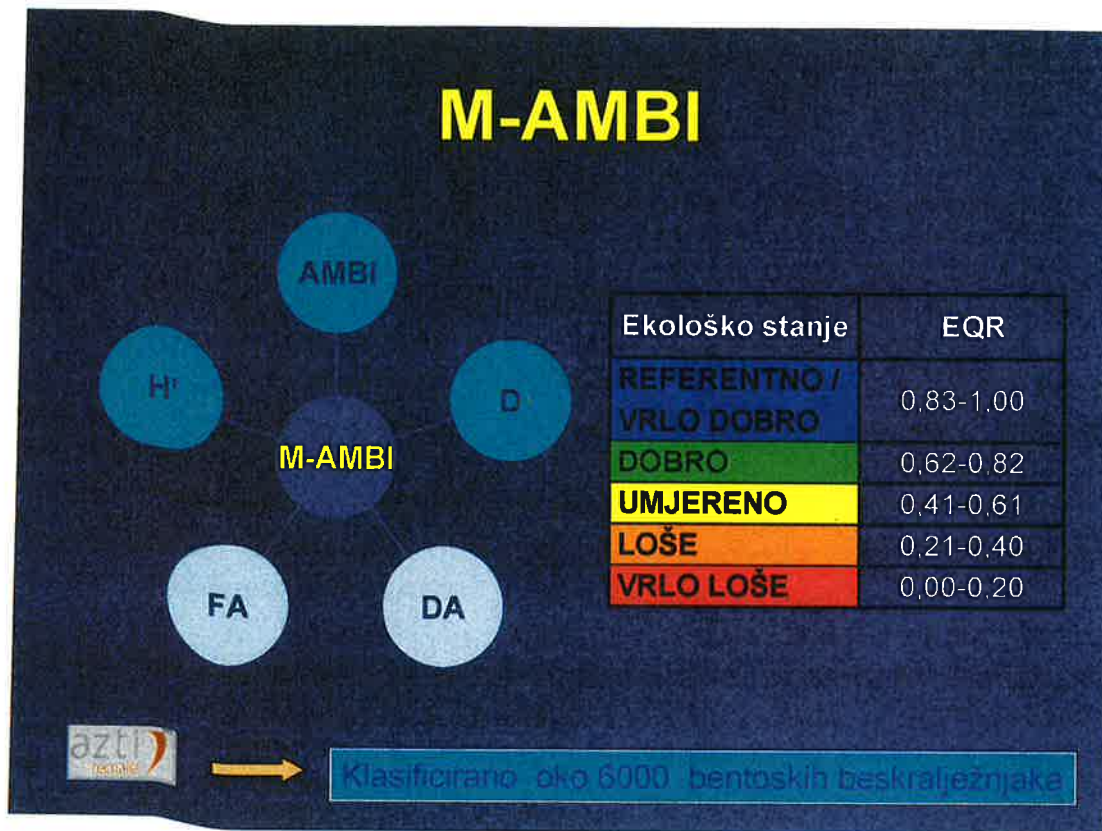 M-AMBI
AMBI
H'
D
M-AMBI
FA
DA
Ekološko stanje EQR
REFERENTNO / VRLO DOBRO 0,83-1,00
DOBRO 0,62-0,82
UMJERENO 0,41-0,61
LOŠE 0,21-0,40
VRLO LOŠE 0,00-0,20
azti
Klasificirano oko 6000 bentoskih beskralježnjaka